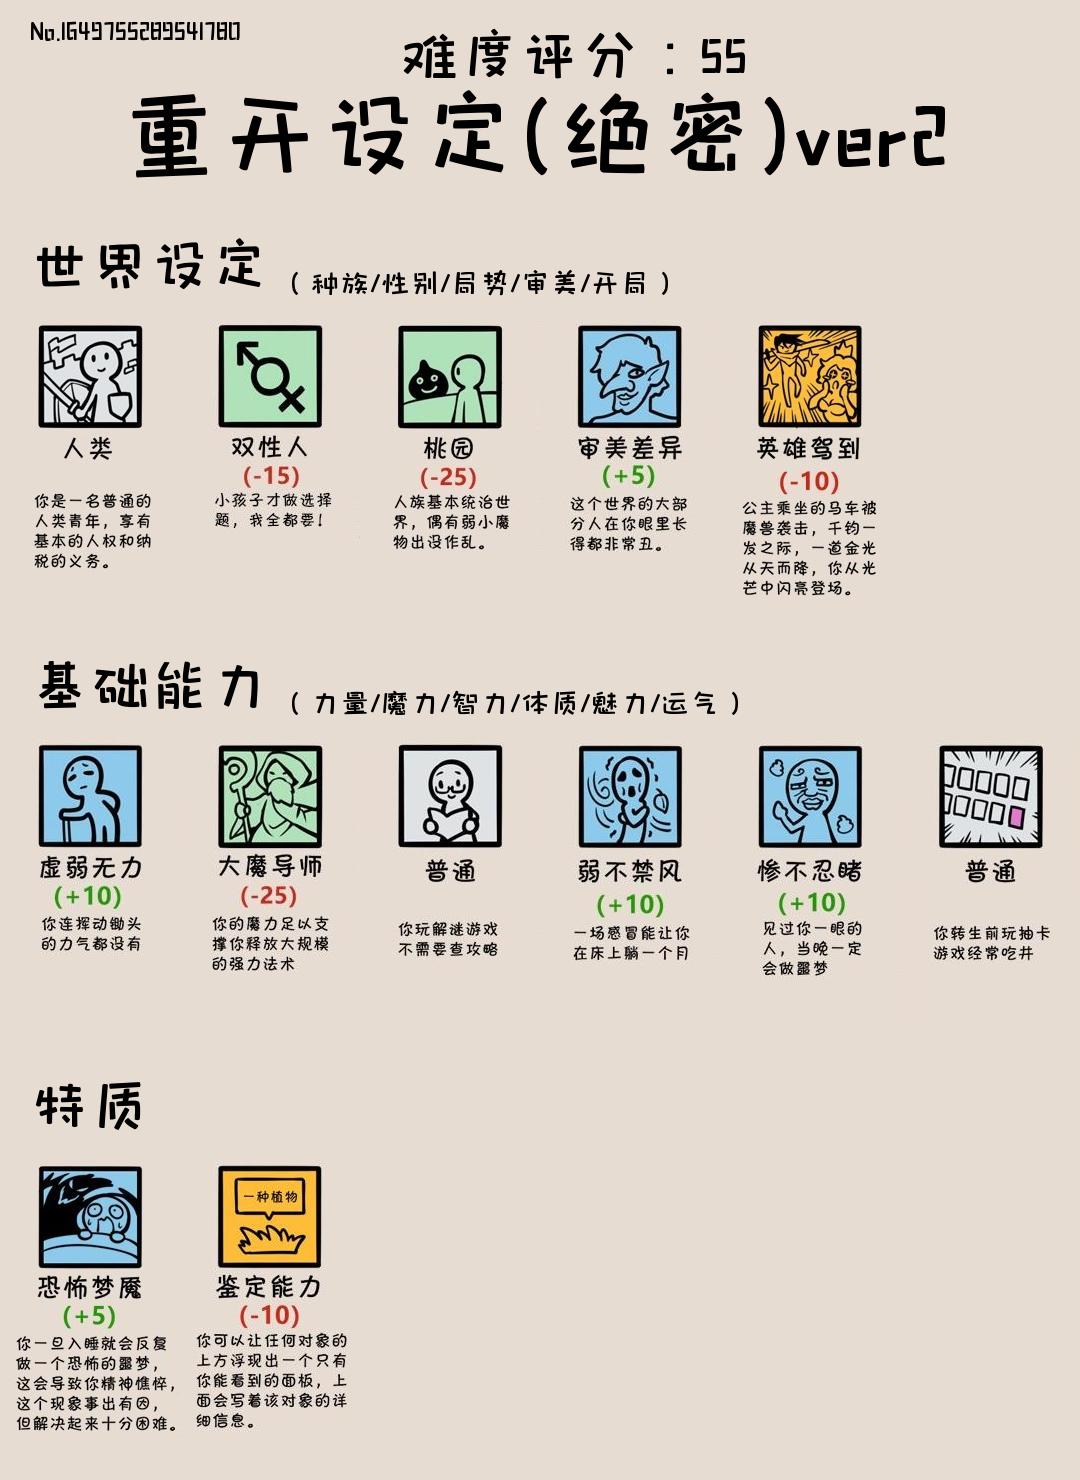 No.1649755289541780
难度评分：55
重开设定(绝密)ver2
世界设定 （种族/性别/局势/审美/开局）
人类
你是一名普通的
人类青年，享有
基本的人权和纳
税的义务。
双性人
(-15)
小孩子才做选择
题，我全都要！
桃园
(-25)
人族基本统治世
界，偶有弱小魔
物出没作乱。
审美差异
(+5)
这个世界的大部
分人在你眼里长
得都非常丑。
英雄驾到
(-10)
公主乘坐的马车被
魔兽袭击，千钧一
发之际，一道金光
从天而降，你从光
芒中闪亮登场。
基础能力 （力量/魔力/智力/体质/魅力/运气）
虚弱无力
(+10)
你连挥动锄头
的力气都没有
大魔导师
(-25)
你的魔力足以支
撑你释放大规模
的强力法术
普通
你玩解谜游戏
不需要查攻略
弱不禁风
(+10)
一场感冒能让你
在床上躺一个月
惨不忍睹
(+10)
见过你一眼的
人，当晚一定
会做噩梦
普通
你转生前玩抽卡
游戏经常吃井
特质
恐怖梦魇
(+5)
你一旦入睡就会反复
做一个恐怖的噩梦，
这会导致你精神憔悴，
这个现象事出有因，
但解决起来十分困难。
一种植物
鉴定能力
(-10)
你可以让任何对象的
上方浮现出一个只有
你能看到的面板，上
面会写着该对象的详
细信息。